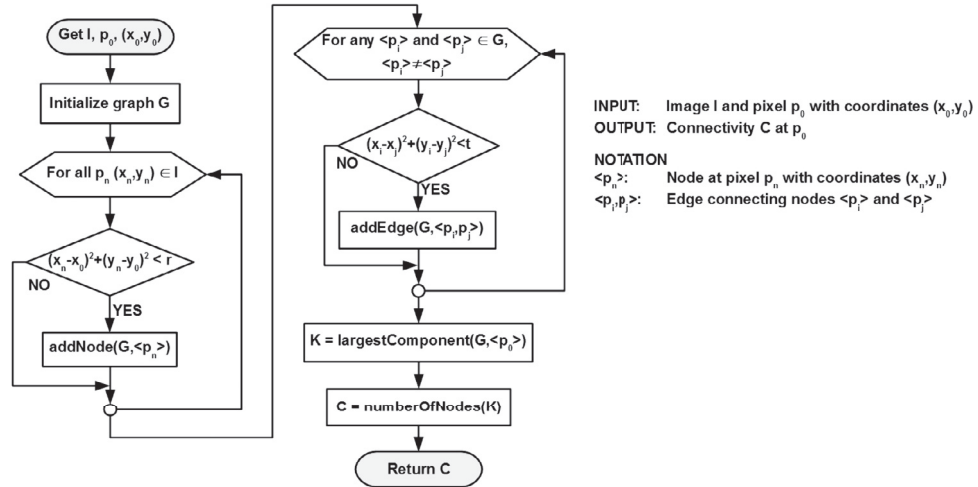 Get I, p₀, (x₀,y₀)
Initialize graph G
For all pₙ (xₙ,yₙ) ∈ I
(xₙ-x₀)²+(yₙ-y₀)² < r
NO
YES
addNode(G,<pₙ>)
For any <pᵢ> and <pⱼ> ∈ G,
<pᵢ>≠<pⱼ>
(xᵢ-xⱼ)²+(yᵢ-yⱼ)²<t
NO
YES
addEdge(G,<pᵢ,pⱼ>)
K = largestComponent(G,<p₀>)
C = numberOfNodes(K)
Return C
INPUT: Image I and pixel p₀ with coordinates (x₀,y₀)
OUTPUT: Connectivity C at p₀
NOTATION
<pₙ>: Node at pixel pₙ with coordinates (xₙ,yₙ)
<pᵢ,pⱼ>: Edge connecting nodes <pᵢ> and <pⱼ>